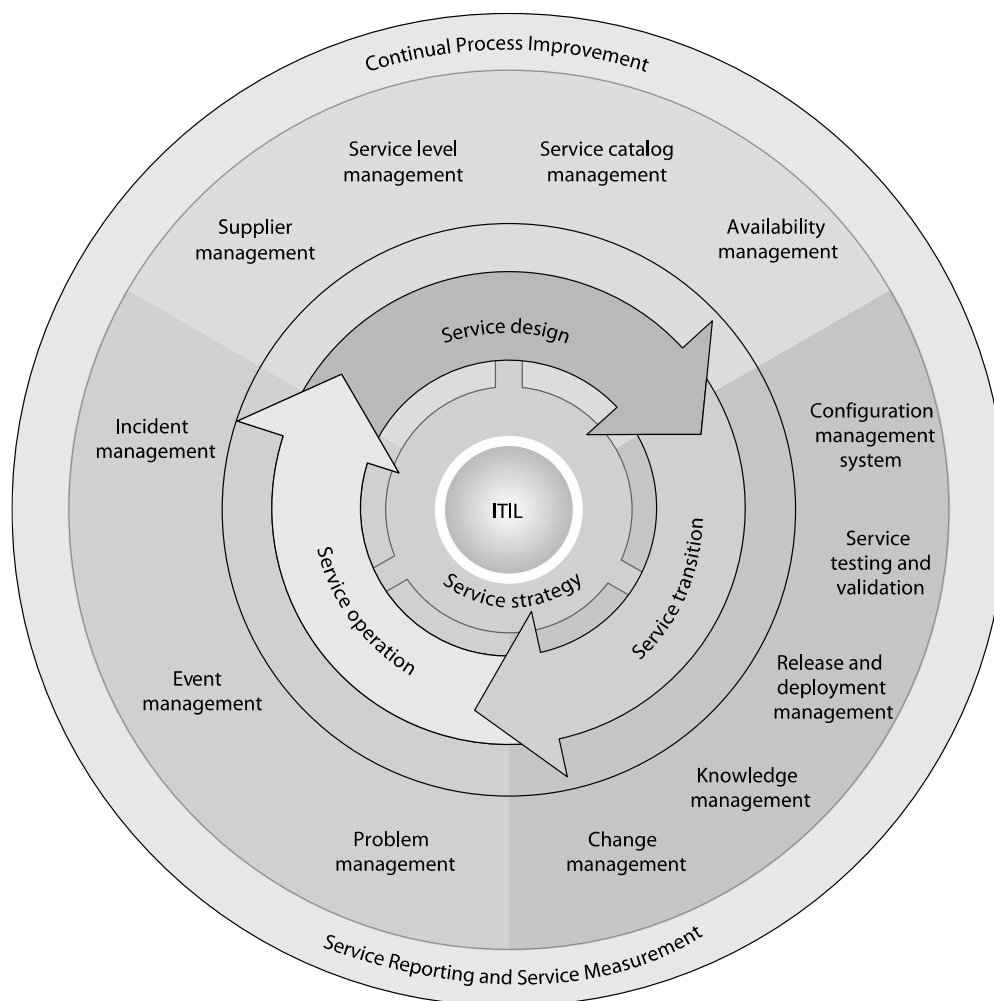 Continual Process Improvement
Service level
management
Service catalog
management
Supplier
management
Availability
management
Service design
Incident
management
Configuration
management
system
ITIL
Service
testing and
validation
Service strategy
Service transition
Service operation
Event
management
Release and
deployment
management
Knowledge
management
Problem
management
Change
management
Service Reporting and Service Measurement